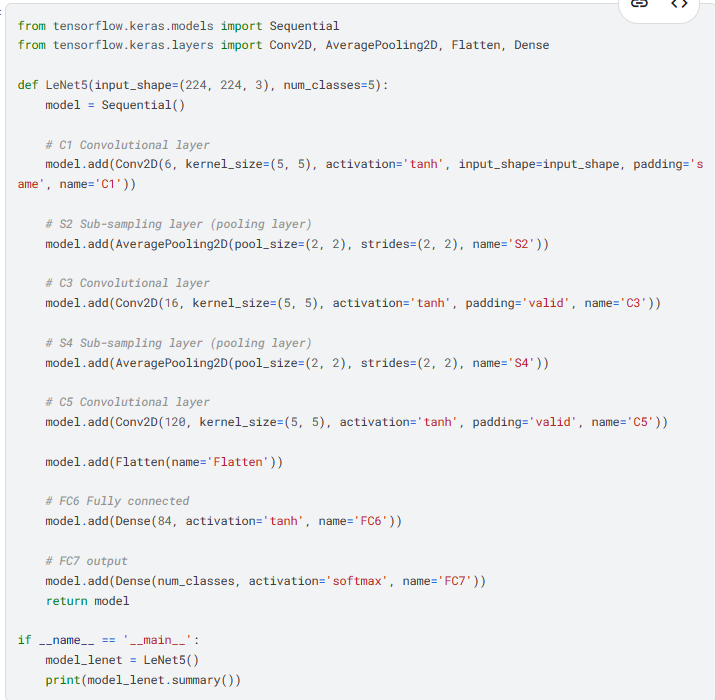 from tensorflow.keras.models import Sequential
from tensorflow.keras.layers import Conv2D, AveragePooling2D, Flatten, Dense

def LeNet5(input_shape=(224, 224, 3), num_classes=5):
    model = Sequential()

    # C1 Convolutional layer
    model.add(Conv2D(6, kernel_size=(5, 5), activation='tanh', input_shape=input_shape, padding='s
ame', name='C1'))

    # S2 Sub-sampling layer (pooling layer)
    model.add(AveragePooling2D(pool_size=(2, 2), strides=(2, 2), name='S2'))

    # C3 Convolutional layer
    model.add(Conv2D(16, kernel_size=(5, 5), activation='tanh', padding='valid', name='C3'))

    # S4 Sub-sampling layer (pooling layer)
    model.add(AveragePooling2D(pool_size=(2, 2), strides=(2, 2), name='S4'))

    # C5 Convolutional layer
    model.add(Conv2D(120, kernel_size=(5, 5), activation='tanh', padding='valid', name='C5'))

    model.add(Flatten(name='Flatten'))

    # FC6 Fully connected
    model.add(Dense(84, activation='tanh', name='FC6'))

    # FC7 output
    model.add(Dense(num_classes, activation='softmax', name='FC7'))
    return model

if __name__ == '__main__':
    model_lenet = LeNet5()
    print(model_lenet.summary())